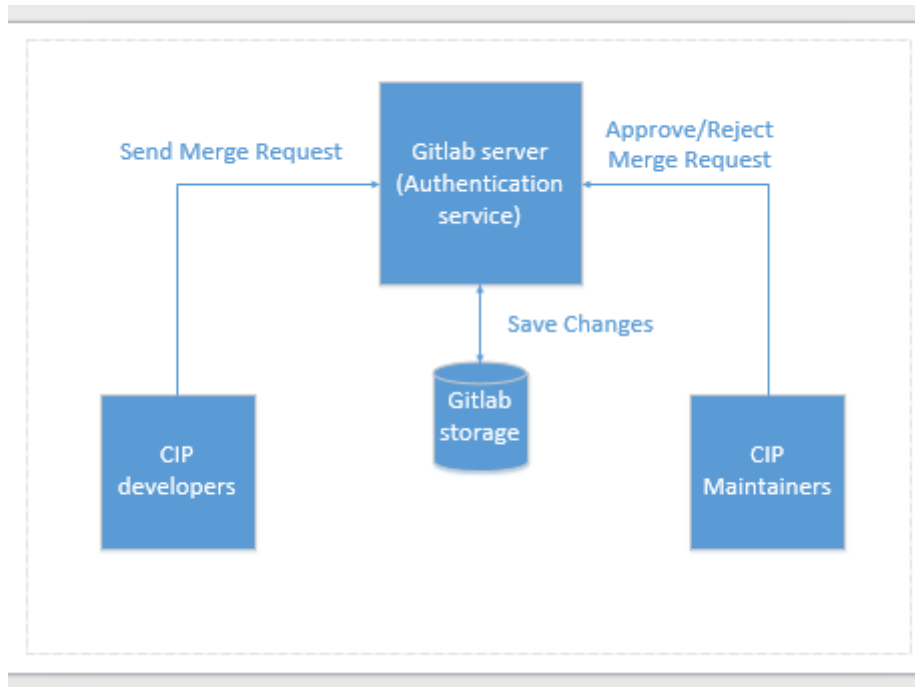 Send Merge Request
Gitlab server
(Authentication
service)
Approve/Reject
Merge Request
Save Changes
Gitlab
storage
CIP
developers
CIP
Maintainers